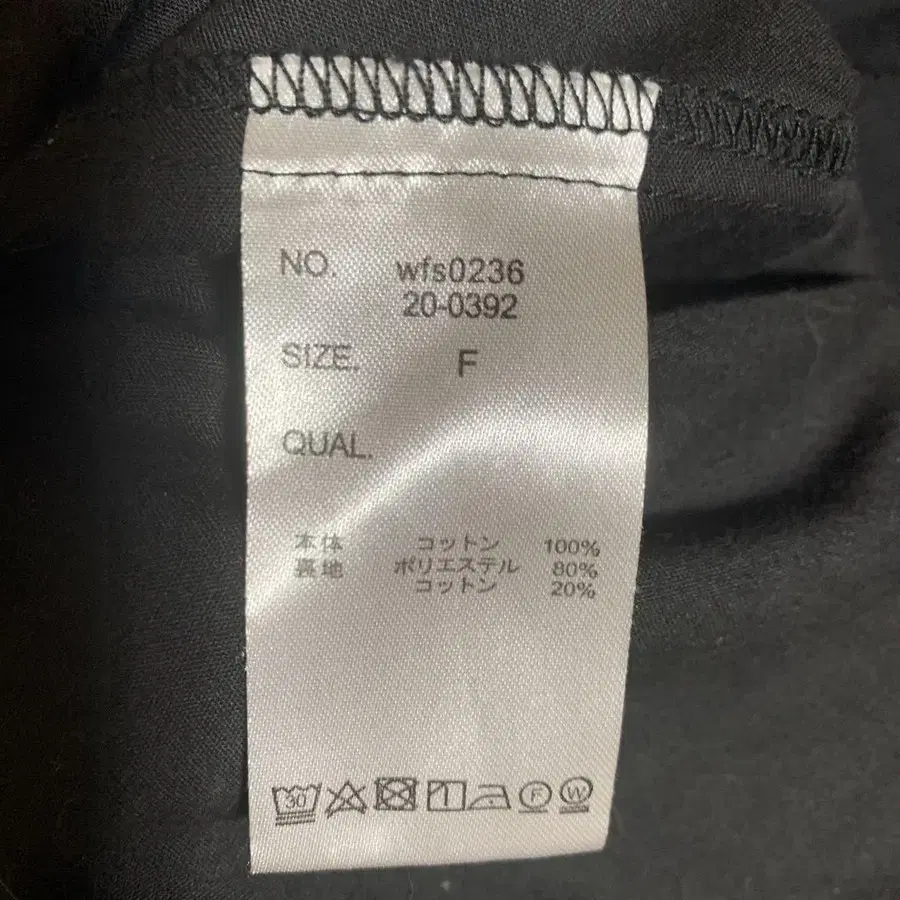 NO. wfs0236
20-0392
SIZE. F
QUAL.
本体 コットン 100%
裏地 ポリエステル 80%
コットン 20%
30 F W